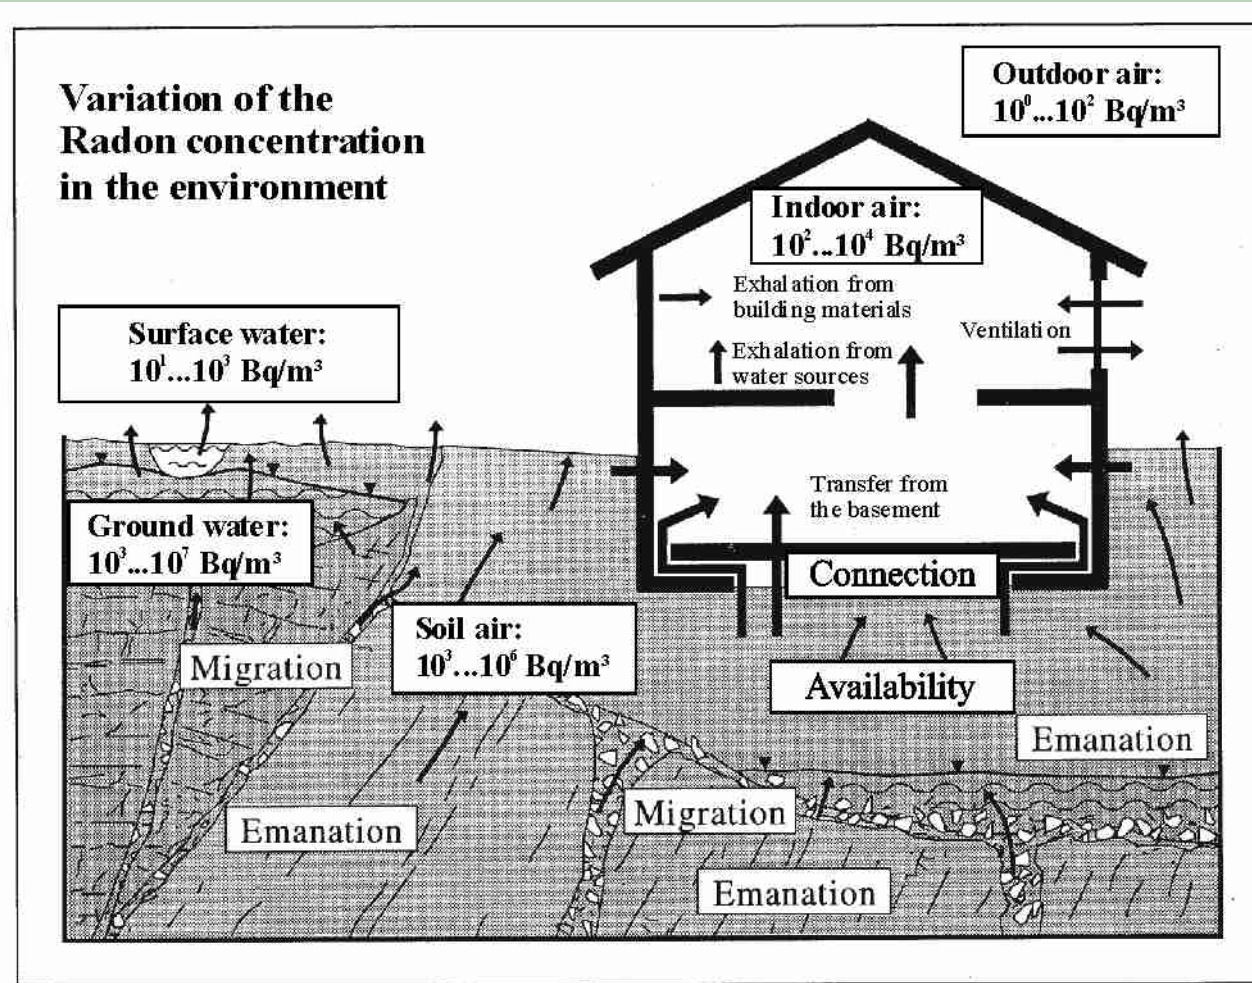 Variation of the
Radon concentration
in the environment
Outdoor air:
10⁰...10² Bq/m³
Indoor air:
10²...10⁴ Bq/m³
Exhalation from
building materials
Ventilation
Exhalation from
water sources
Surface water:
10¹...10³ Bq/m³
Transfer from
the basement
Ground water:
10³...10⁷ Bq/m³
Connection
Soil air:
10³...10⁶ Bq/m³
Migration
Availability
Emanation
Migration
Emanation
Emanation